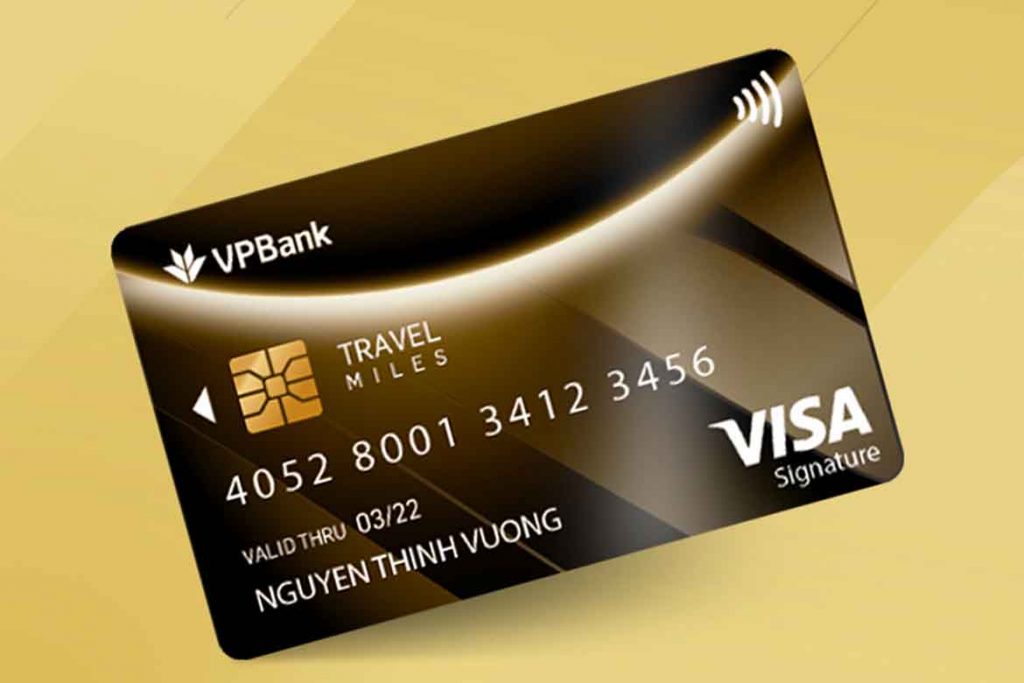 VPBank
TRAVEL
MILES
4052 8001 3412 3456
VALID THRU 03/22
NGUYEN THINH VUONG
VISA
Signature